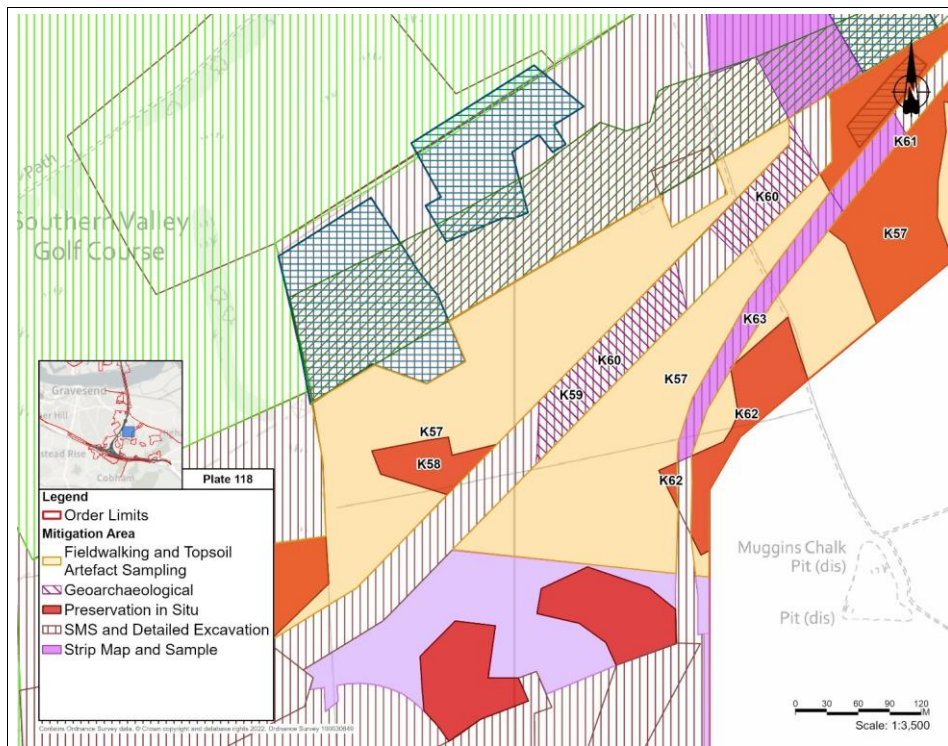 N
K61
K60
K57
Path
Southern Valley
Golf Course
K63
K60
K59
K57
K62
K57
K58
K62
Gravesend
Cobham
Plate 118
Legend
Order Limits
Mitigation Area
Fieldwalking and Topsoil
Artefact Sampling
Geoarchaeological
Preservation in Situ
SMS and Detailed Excavation
Strip Map and Sample
Muggins Chalk
Pit (dis)
Pit (dis)
0 30 60 90 120
M
Scale: 1:3,500
Contains Ordnance Survey data. © Crown copyright and database rights 2022. Ordnance Survey 100030649